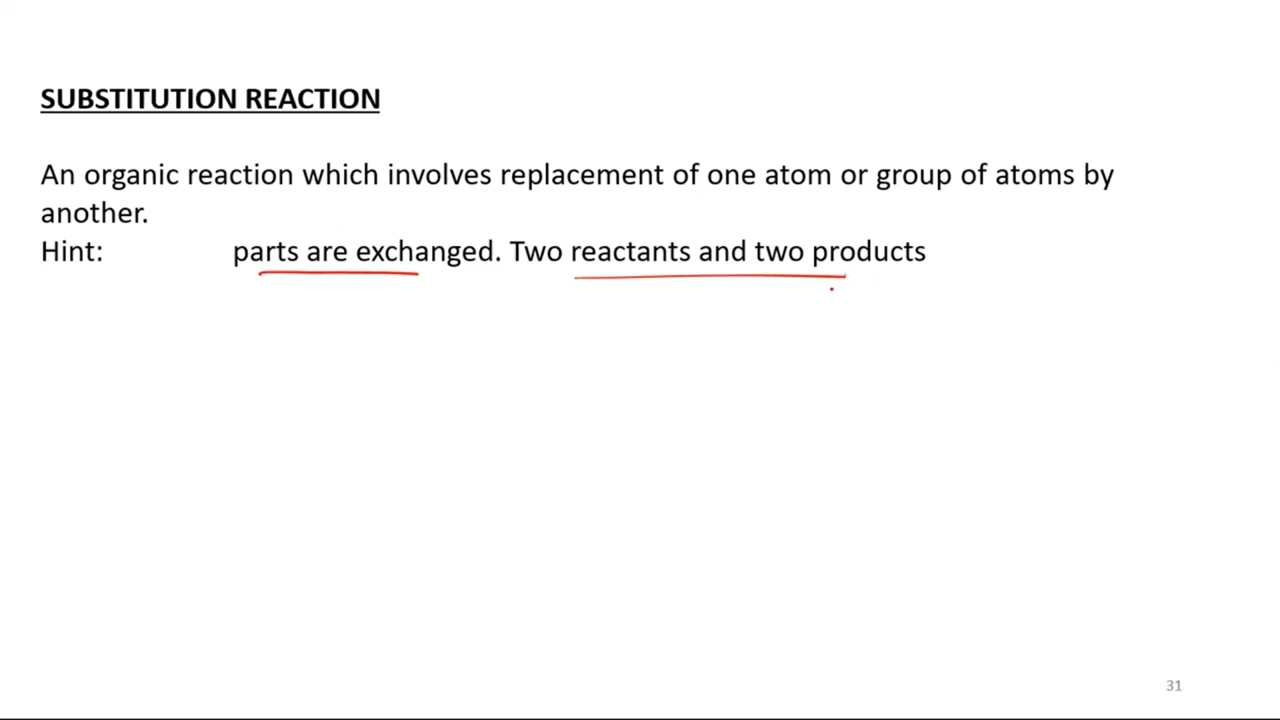 SUBSTITUTION REACTION
An organic reaction which involves replacement of one atom or group of atoms by
another.
Hint: parts are exchanged. Two reactants and two products
31